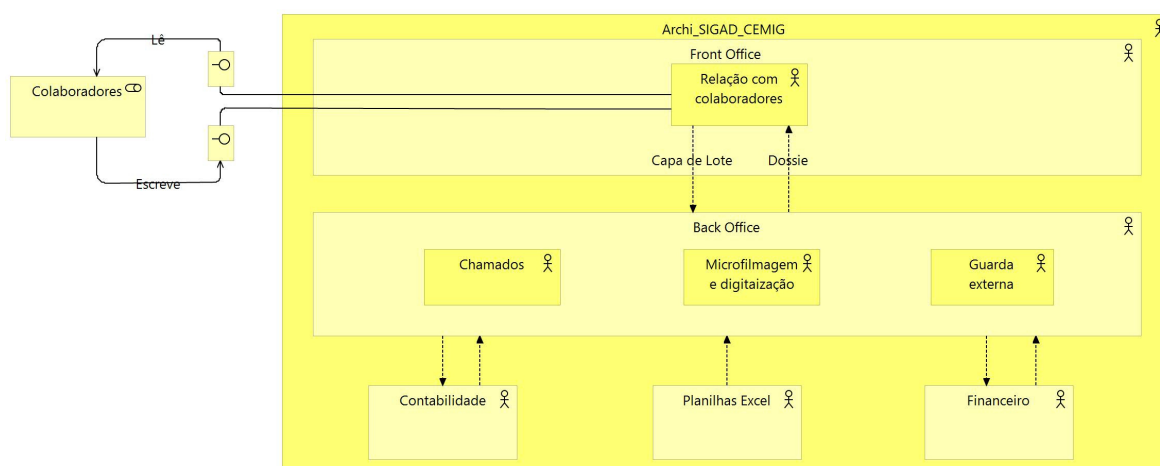 Archi_SIGAD_CEMIG
Front Office
Lê
Relação com
colaboradores
Colaboradores
Capa de Lote
Dossie
Escreve
Back Office
Chamados
Microfilmagem
e digitaização
Guarda
externa
Contabilidade
Planilhas Excel
Financeiro